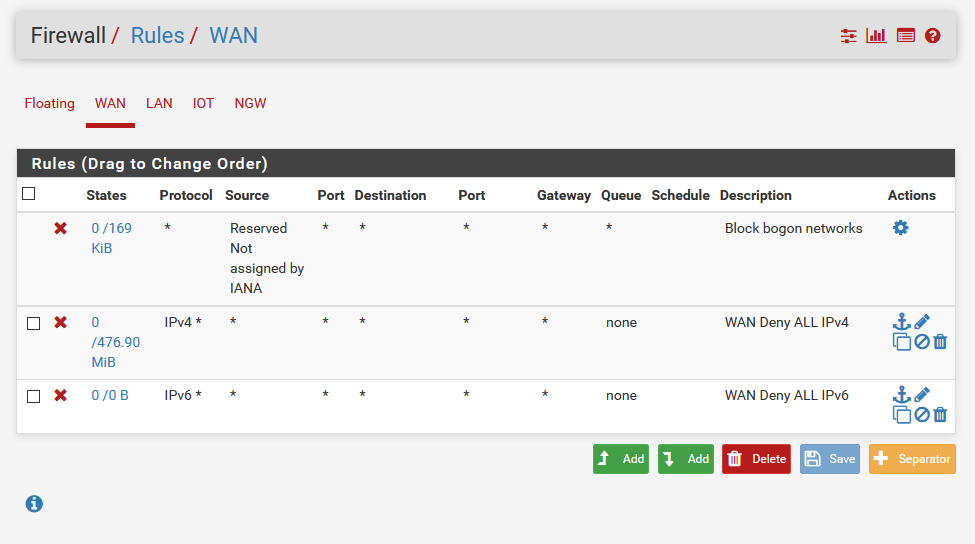 Firewall / Rules / WAN
Floating WAN LAN IOT NGW
Rules (Drag to Change Order)
States Protocol Source Port Destination Port Gateway Queue Schedule Description Actions
0 /169 * Reserved * * * * * Block bogon networks
KiB Not
assigned by
IANA
0 IPv4 * * * * * * none WAN Deny ALL IPv4
/476.90
MiB
0 /0 B IPv6 * * * * * * none WAN Deny ALL IPv6
Add Add Delete Save Separator